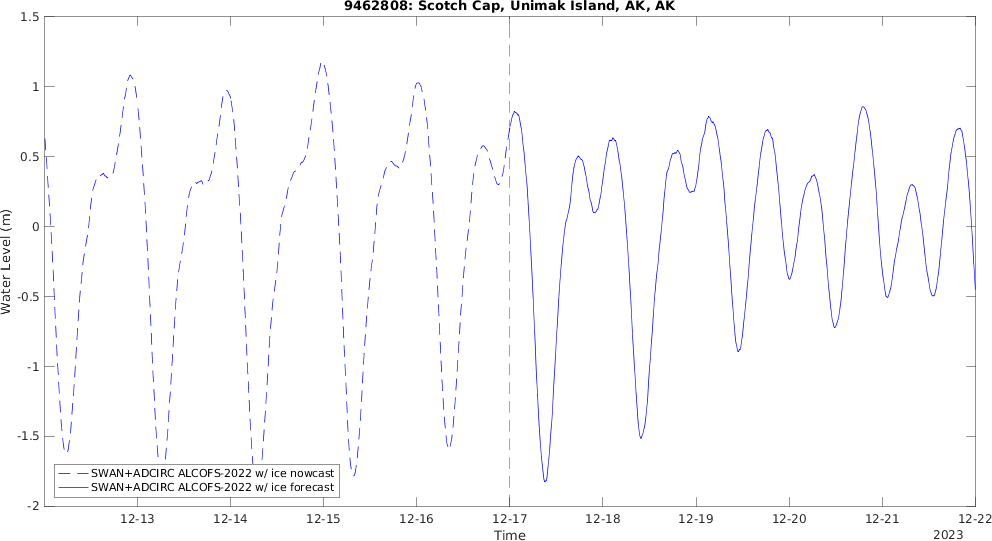 9462808: Scotch Cap, Unimak Island, AK, AK
Water Level (m)
1.5
1
0.5
0
-0.5
-1
-1.5
-2
SWAN+ADCIRC ALCOFS-2022 w/ ice nowcast
SWAN+ADCIRC ALCOFS-2022 w/ ice forecast
12-13 12-14 12-15 12-16 12-17 12-18 12-19 12-20 12-21 12-22
Time
2023